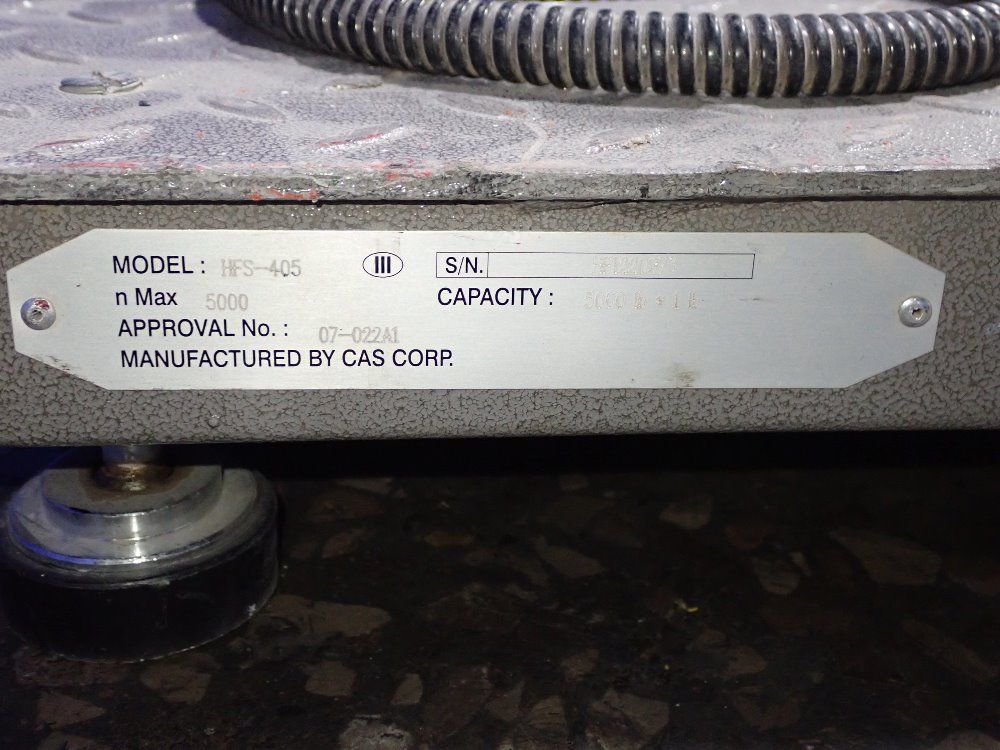 MODEL : HFS-405 III S/N.
n Max 5000 CAPACITY : 5000 lb × 1 lb
APPROVAL No. : 07-022A1
MANUFACTURED BY CAS CORP.